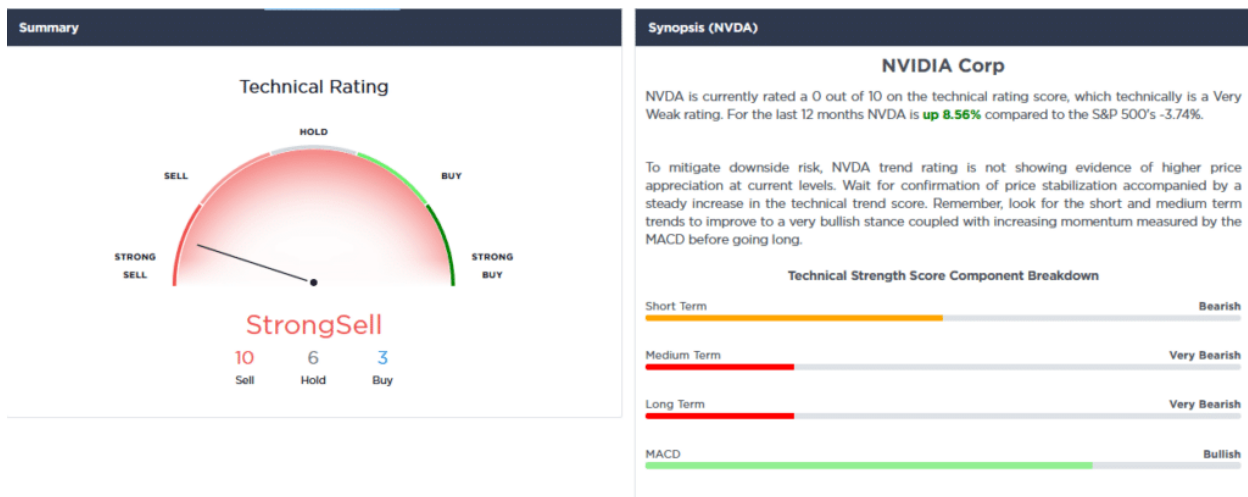 Summary
Technical Rating
HOLD
SELL
BUY
STRONG
SELL
STRONG
BUY
StrongSell
10 6 3
Sell Hold Buy
Synopsis (NVDA)
NVIDIA Corp
NVDA is currently rated a 0 out of 10 on the technical rating score, which technically is a Very
Weak rating. For the last 12 months NVDA is up 8.56% compared to the S&P 500's -3.74%.
To mitigate downside risk, NVDA trend rating is not showing evidence of higher price
appreciation at current levels. Wait for confirmation of price stabilization accompanied by a
steady increase in the technical trend score. Remember, look for the short and medium term
trends to improve to a very bullish stance coupled with increasing momentum measured by the
MACD before going long.
Technical Strength Score Component Breakdown
Short Term Bearish
Medium Term Very Bearish
Long Term Very Bearish
MACD Bullish